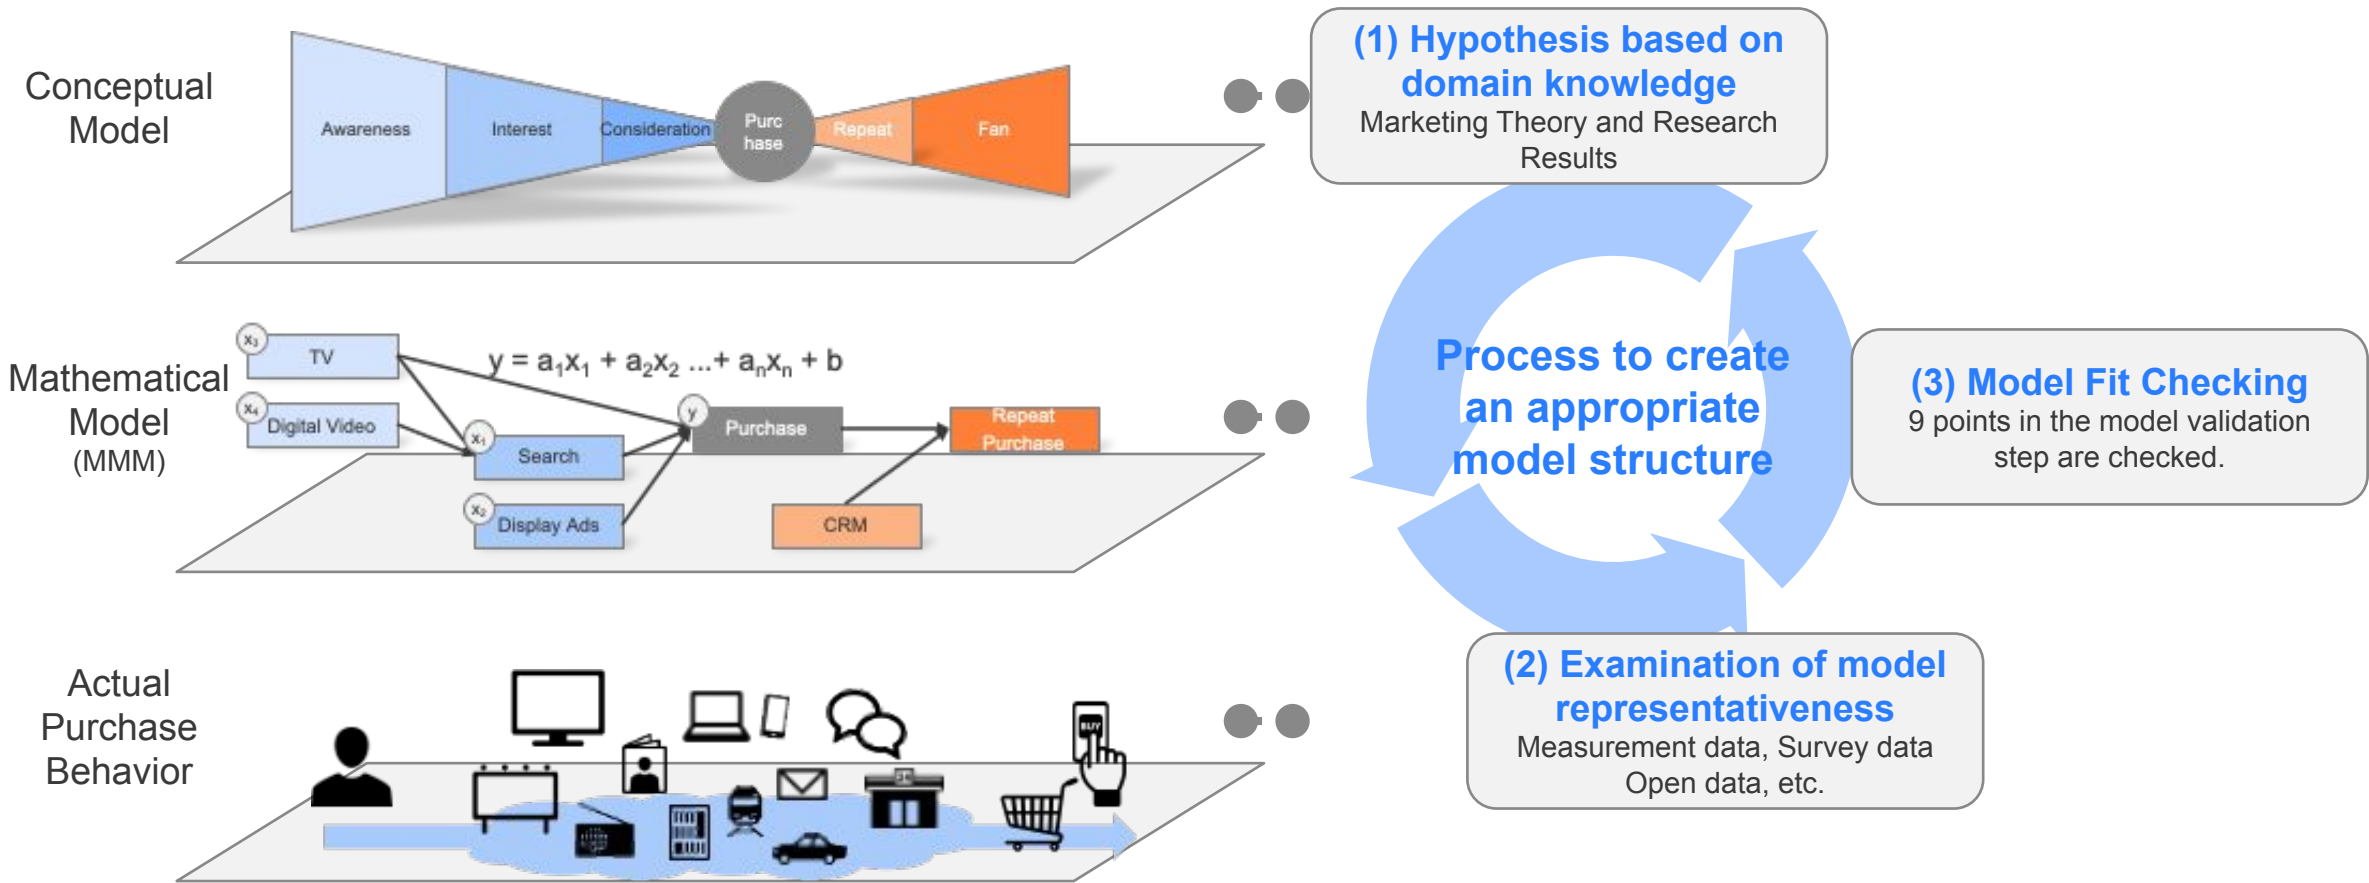 Conceptual
Model
Awareness
Interest
Consideration
Purc
hase
Repeat
Fan
(1) Hypothesis based on
domain knowledge
Marketing Theory and Research
Results
Mathematical
Model
(MMM)
x₃
TV
x₄
Digital Video
y = a₁x₁ + a₂x₂ ...+ aₙxₙ + b
x₁
Search
x₂
Display Ads
y
Purchase
Repeat
Purchase
CRM
Process to create
an appropriate
model structure
(3) Model Fit Checking
9 points in the model validation
step are checked.
Actual
Purchase
Behavior
BUY
(2) Examination of model
representativeness
Measurement data, Survey data
Open data, etc.